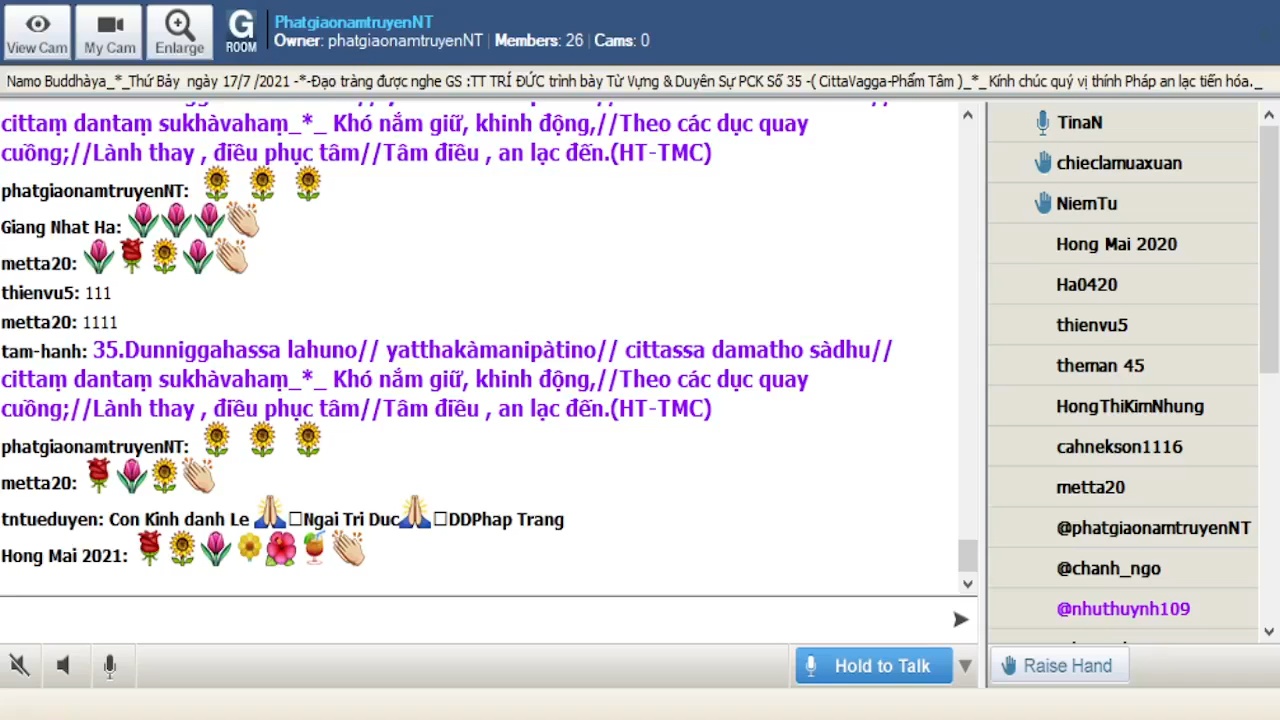 View Cam
My Cam
Enlarge
G
ROOM
PhatgiaonamtruyenNT
Owner: phatgiaonamtruyenNT | Members: 26 | Cams: 0
Namo Buddhàya_*_Thứ Bảy ngày 17/7 /2021 -*-Đạo tràng được nghe GS :TT TRÍ ĐỨC trình bày Từ Vựng & Duyên Sự PCK Số 35 -( CittaVagga-Phẩm Tâm )_*_ Kính chúc quý vị thính Pháp an lạc tiến hóa._
cittaṃ dantaṃ sukhàvahaṃ_*_ Khó nắm giữ, khinh động,//Theo các dục quay
cuồng;//Lành thay , điều phục tâm//Tâm điều , an lạc đến.(HT-TMC)
phatgiaonamtruyenNT:
Giang Nhat Ha:
metta20:
thienvu5: 111
metta20: 1111
tam-hanh: 35.Dunniggahassa lahuno// yatthakàmanipàtino// cittassa damatho sàdhu//
cittaṃ dantaṃ sukhàvahaṃ_*_ Khó nắm giữ, khinh động,//Theo các dục quay
cuồng;//Lành thay , điều phục tâm//Tâm điều , an lạc đến.(HT-TMC)
phatgiaonamtruyenNT:
metta20:
tntueduyen: Con Kinh danh Le Ngai Tri Duc DDPhap Trang
Hong Mai 2021:
TinaN
chieclamuaxuan
NiemTu
Hong Mai 2020
Ha0420
thienvu5
theman 45
HongThiKimNhung
cahnekson1116
metta20
@phatgiaonamtruyenNT
@chanh_ngo
@nhuthuynh109
Hold to Talk
Raise Hand